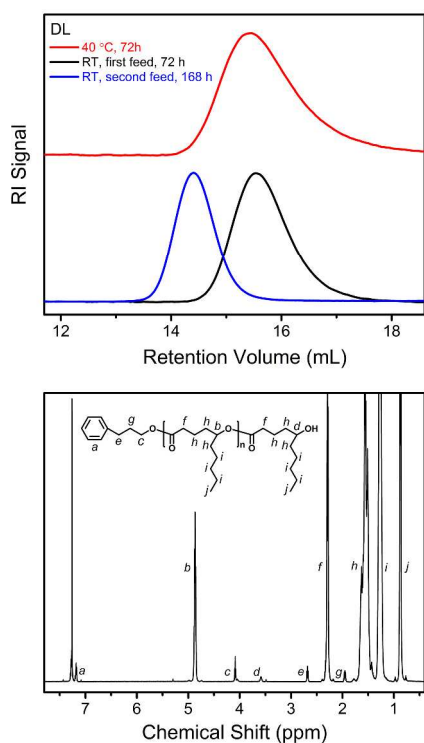 DL
40 °C, 72h
RT, first feed, 72 h
RT, second feed, 168 h
RI Signal
12 14 16 18
Retention Volume (mL)
g f h b f h d OH
O O O
a e c O h h O h h
n
i i
i i
i i
j j
b f h i j
a c d e g
7 6 5 4 3 2 1
Chemical Shift (ppm)